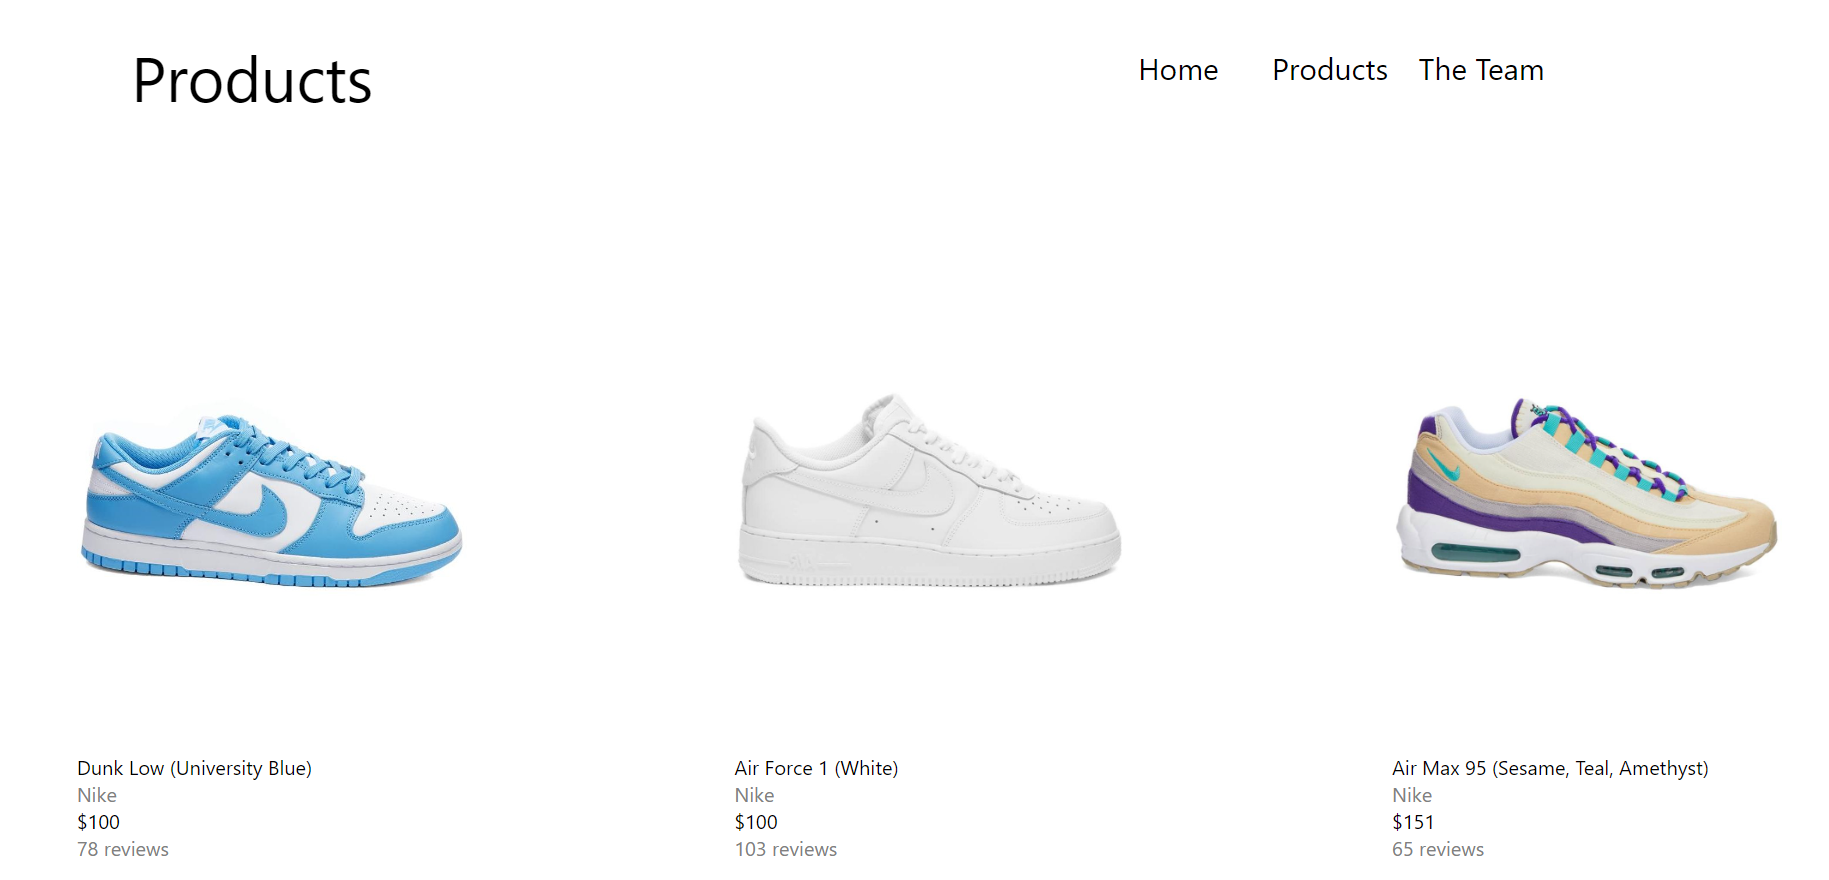 Products
Home Products The Team
Dunk Low (University Blue)
Nike
$100
78 reviews
Air Force 1 (White)
Nike
$100
103 reviews
Air Max 95 (Sesame, Teal, Amethyst)
Nike
$151
65 reviews